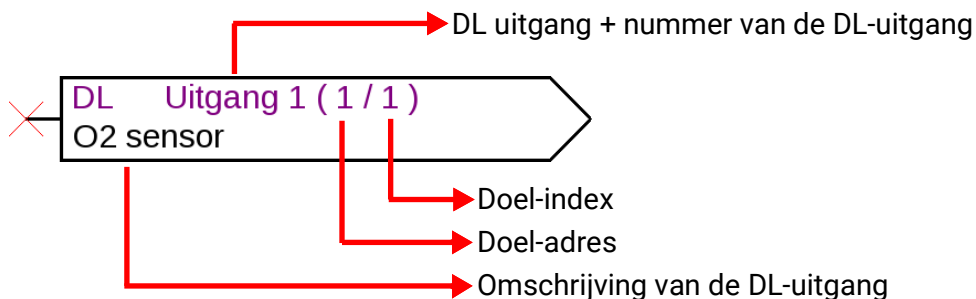 DL uitgang + nummer van de DL-uitgang
DL Uitgang 1 ( 1 / 1 )
O2 sensor
Doel-index
Doel-adres
Omschrijving van de DL-uitgang